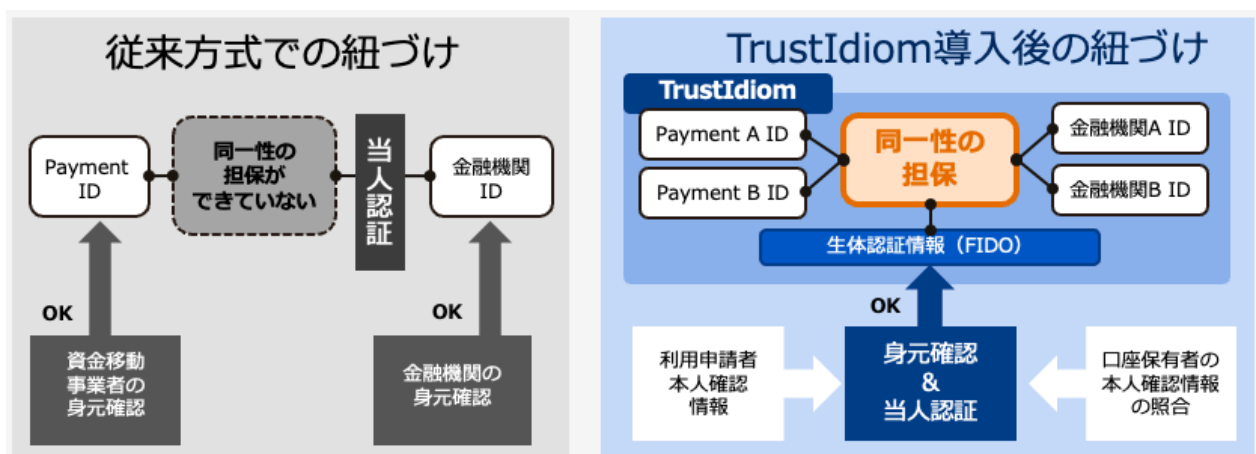 従来方式での紐づけ
Payment
ID
同一性の
担保が
できていない
当人認証
金融機関
ID
OK
OK
資金移動
事業者の
身元確認
金融機関の
身元確認
TrustIdiom導入後の紐づけ
TrustIdiom
Payment A ID
Payment B ID
同一性の
担保
金融機関A ID
金融機関B ID
生体認証情報（FIDO）
OK
利用申請者
本人確認
情報
身元確認
&
当人認証
口座保有者の
本人確認情報
の照合